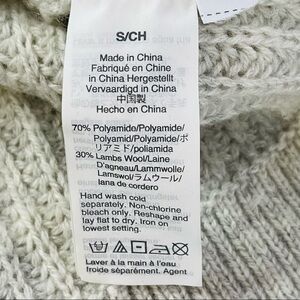 S/CH
Made in China
Fabriqué en Chine
in China Hergestellt
Vervaardigd in China
中国製
Hecho en China
70% Polyamide/Polyamide/
Polyamid/Polyamide/ポ
リアミド/poliamida
30% Lambs Wool/Laine
D'agneau/Lammwolle/
Lamswol/ラムウール/
lana de cordero
Hand wash cold
separately. Non-chlorine
bleach only. Reshape and
lay flat to dry. Iron on
lowest setting.
Laver à la main à l'eau
froide séparément. Agent